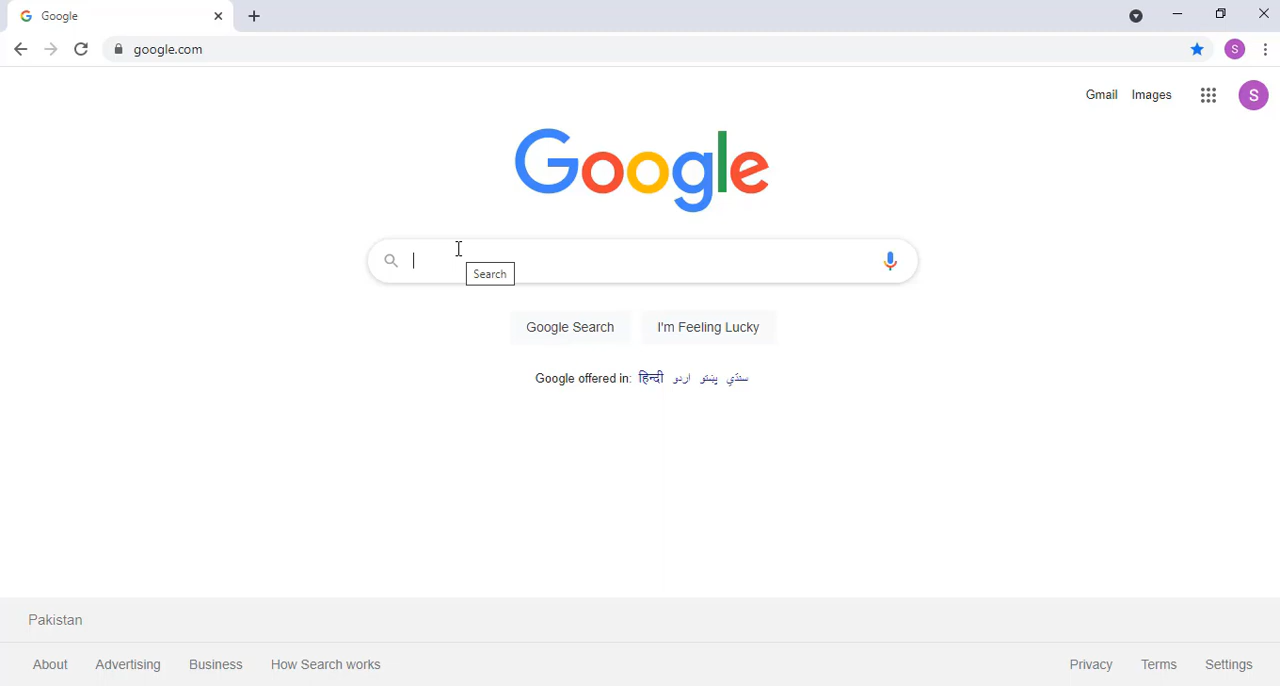 Google
google.com
S
Gmail Images S
Google
Search
Google Search I'm Feeling Lucky
Google offered in: हिन्दी اردو پښتو سنڌي
Pakistan
About Advertising Business How Search works Privacy Terms Settings